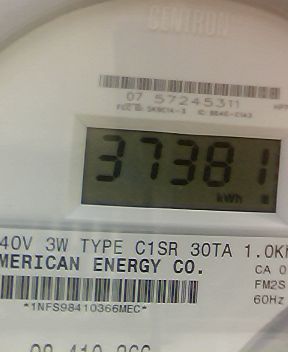 CENTRON
07 57245311
37381
kWh
40V 3W TYPE C1SR 30TA 1.0K
MERICAN ENERGY CO.
CA 0
FM2S
60Hz
*1NFS98410366MEC*